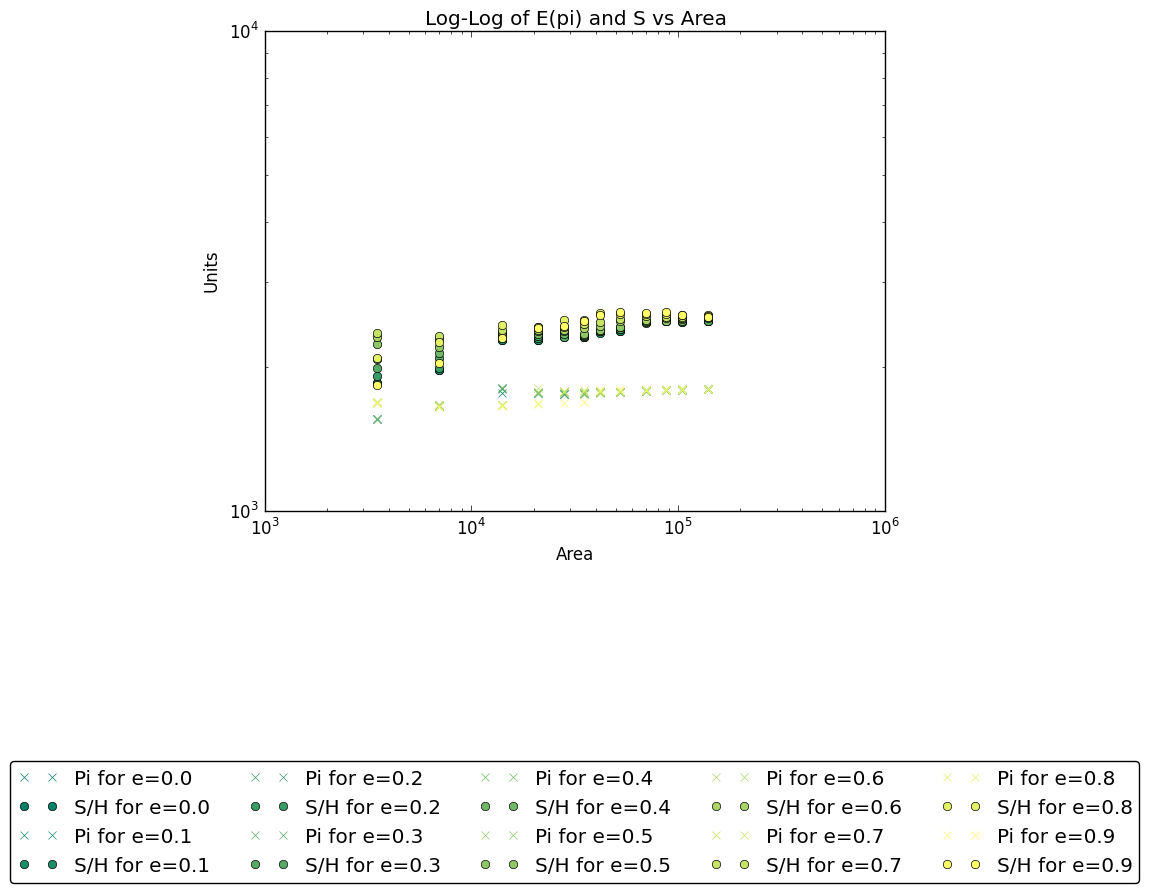 Log-Log of E(pi) and S vs Area
10^4
Units
10^3
10^3 10^4 10^5 10^6
Area
Pi for e=0.0 Pi for e=0.2 Pi for e=0.4 Pi for e=0.6 Pi for e=0.8
S/H for e=0.0 S/H for e=0.2 S/H for e=0.4 S/H for e=0.6 S/H for e=0.8
Pi for e=0.1 Pi for e=0.3 Pi for e=0.5 Pi for e=0.7 Pi for e=0.9
S/H for e=0.1 S/H for e=0.3 S/H for e=0.5 S/H for e=0.7 S/H for e=0.9